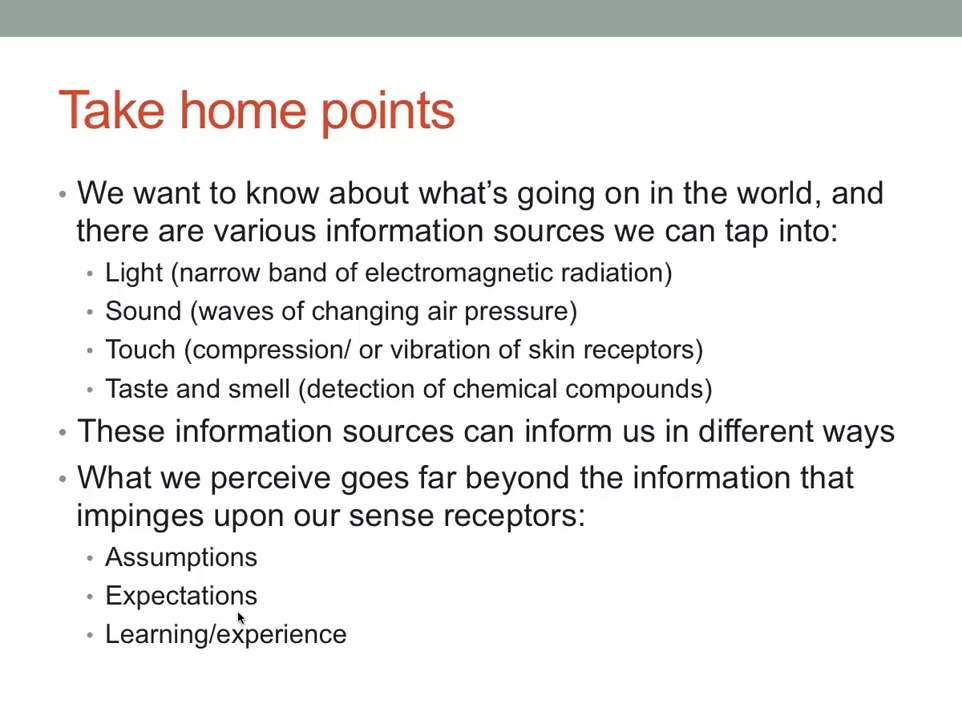 Take home points
• We want to know about what’s going on in the world, and
there are various information sources we can tap into:
• Light (narrow band of electromagnetic radiation)
• Sound (waves of changing air pressure)
• Touch (compression/ or vibration of skin receptors)
• Taste and smell (detection of chemical compounds)
• These information sources can inform us in different ways
• What we perceive goes far beyond the information that
impinges upon our sense receptors:
• Assumptions
• Expectations
• Learning/experience